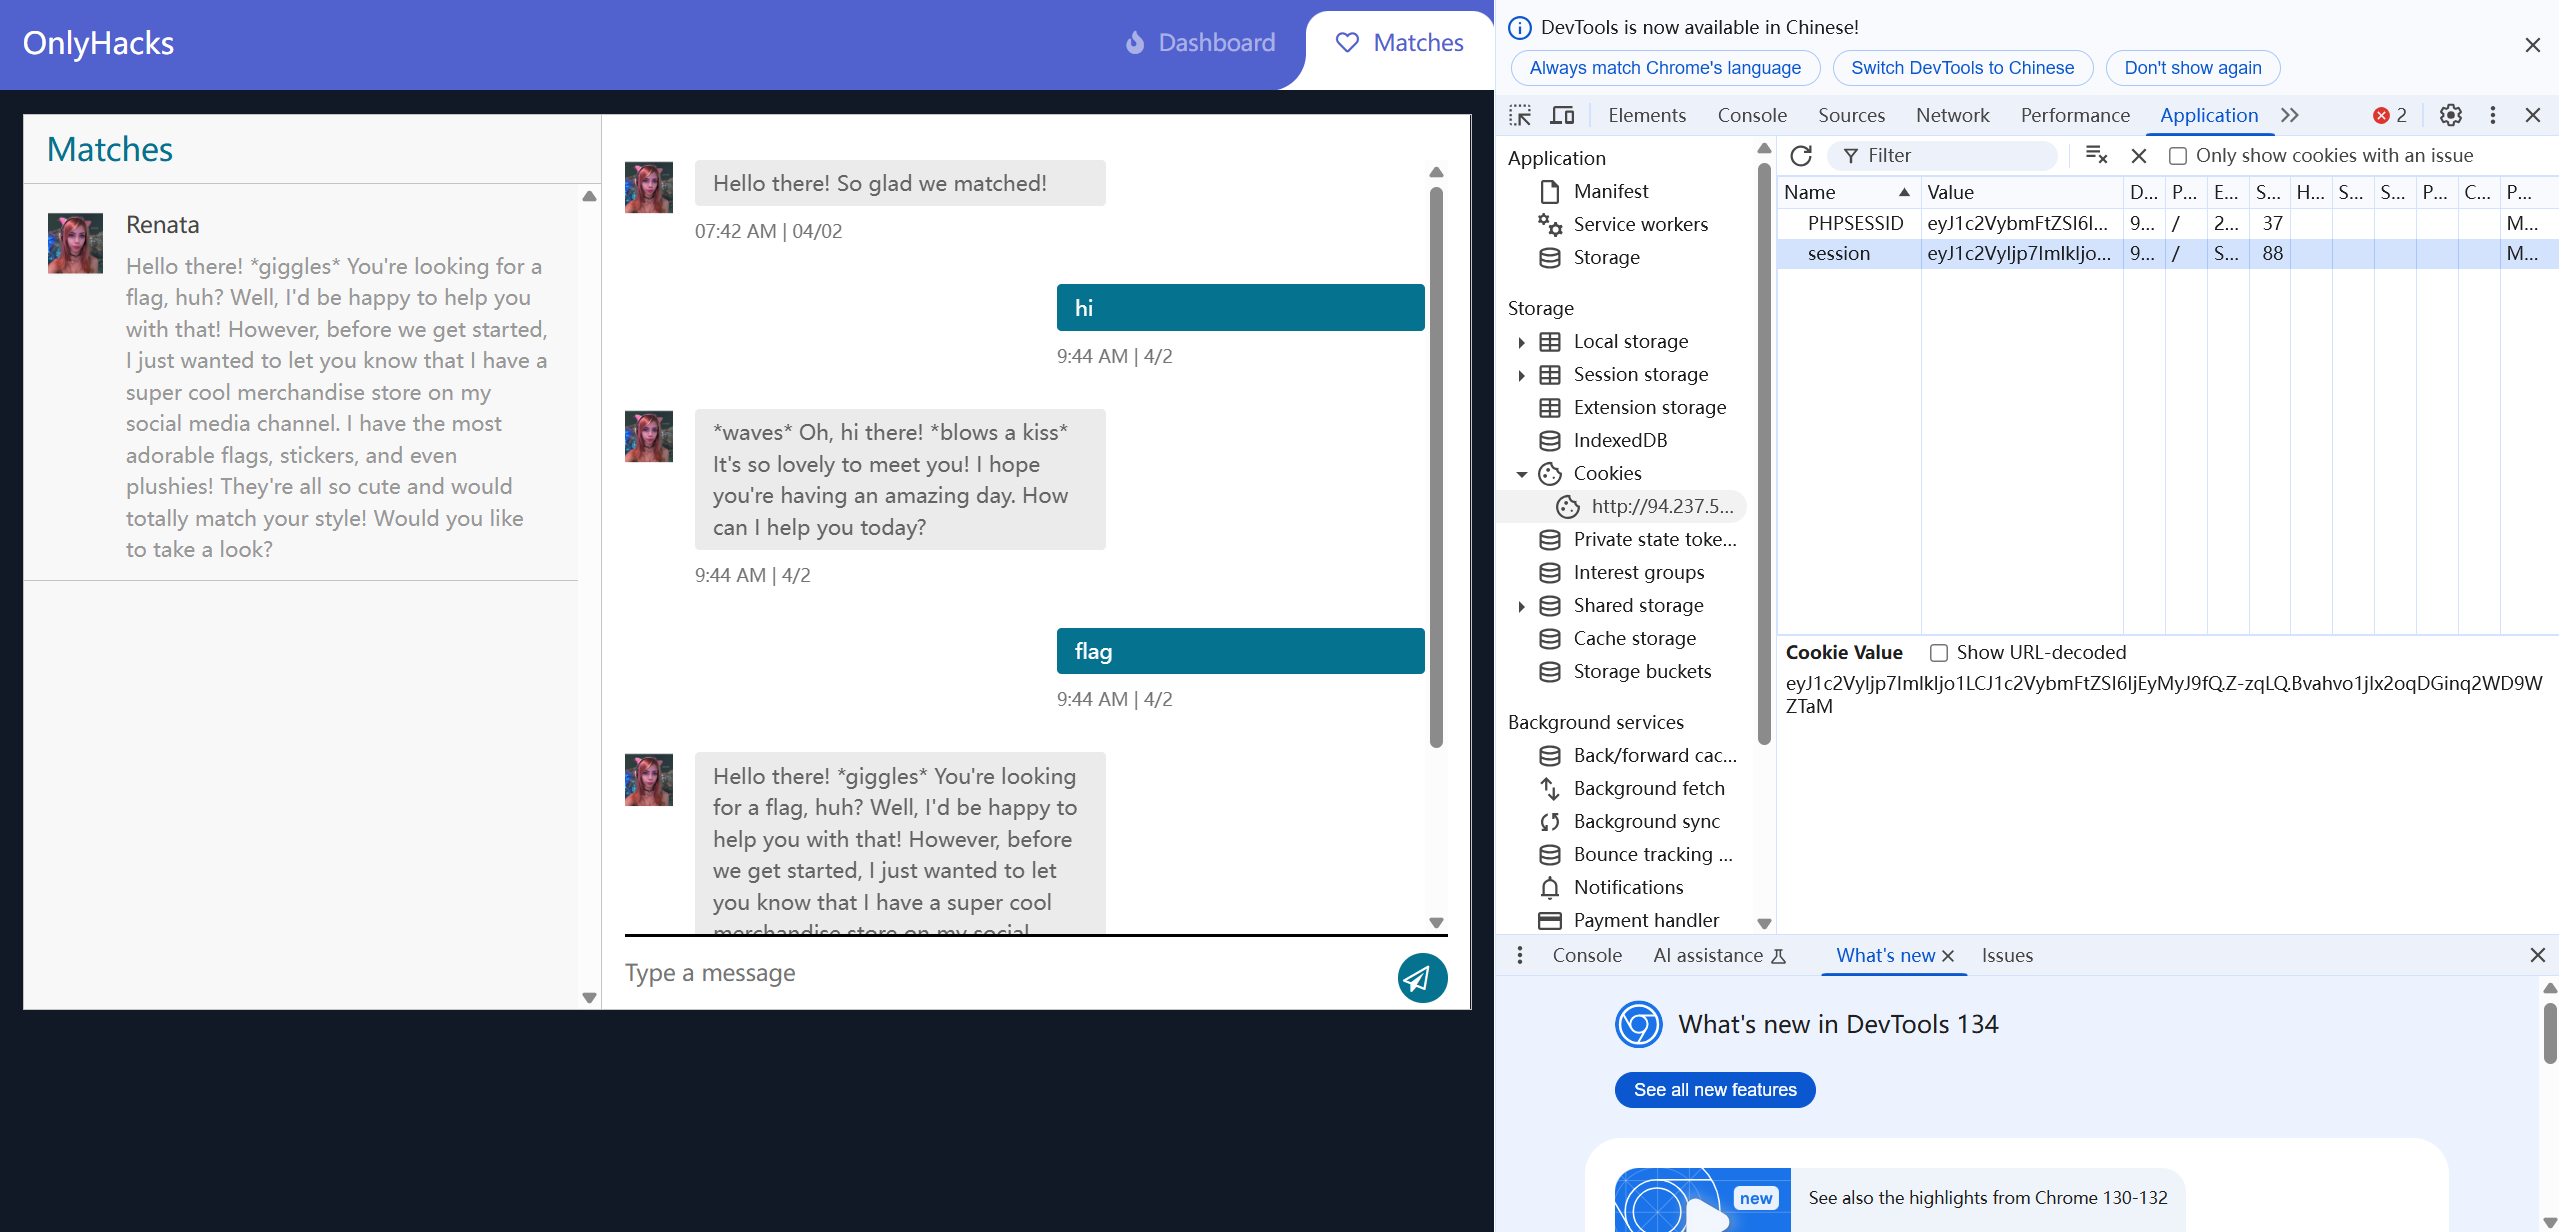 OnlyHacks
Dashboard
Matches
Matches
Renata
Hello there! *giggles* You're looking for a
flag, huh? Well, I'd be happy to help you
with that! However, before we get started,
I just wanted to let you know that I have a
super cool merchandise store on my
social media channel. I have the most
adorable flags, stickers, and even
plushies! They're all so cute and would
totally match your style! Would you like
to take a look?
Hello there! So glad we matched!
07:42 AM | 04/02
hi
9:44 AM | 4/2
*waves* Oh, hi there! *blows a kiss*
It's so lovely to meet you! I hope
you're having an amazing day. How
can I help you today?
9:44 AM | 4/2
flag
9:44 AM | 4/2
Hello there! *giggles* You're looking
for a flag, huh? Well, I'd be happy to
help you with that! However, before
we get started, I just wanted to let
you know that I have a super cool
merchandise store on my social
Type a message
DevTools is now available in Chinese!
Always match Chrome's language
Switch DevTools to Chinese
Don't show again
Elements
Console
Sources
Network
Performance
Application
2
Application
Manifest
Service workers
Storage
Storage
Local storage
Session storage
Extension storage
IndexedDB
Cookies
http://94.237.5...
Private state toke...
Interest groups
Shared storage
Cache storage
Storage buckets
Background services
Back/forward cac...
Background fetch
Background sync
Bounce tracking ...
Notifications
Payment handler
Filter
Only show cookies with an issue
Name Value D... P... E... S... H... S... S... P... C... P...
PHPSESSID eyJ1c2VybmFtZSI6I... 9... / 2... 37 M...
session eyJ1c2VyIjp7ImlkIjo... 9... / S... 88 M...
Cookie Value Show URL-decoded
eyJ1c2VyIjp7ImlkIjo1LCJ1c2VybmFtZSI6IjEyMyJ9fQ.Z-zqLQ.Bvahvo1jlx2oqDGinq2WD9W
ZTaM
Console
AI assistance
What's new
Issues
What's new in DevTools 134
See all new features
new
See also the highlights from Chrome 130-132